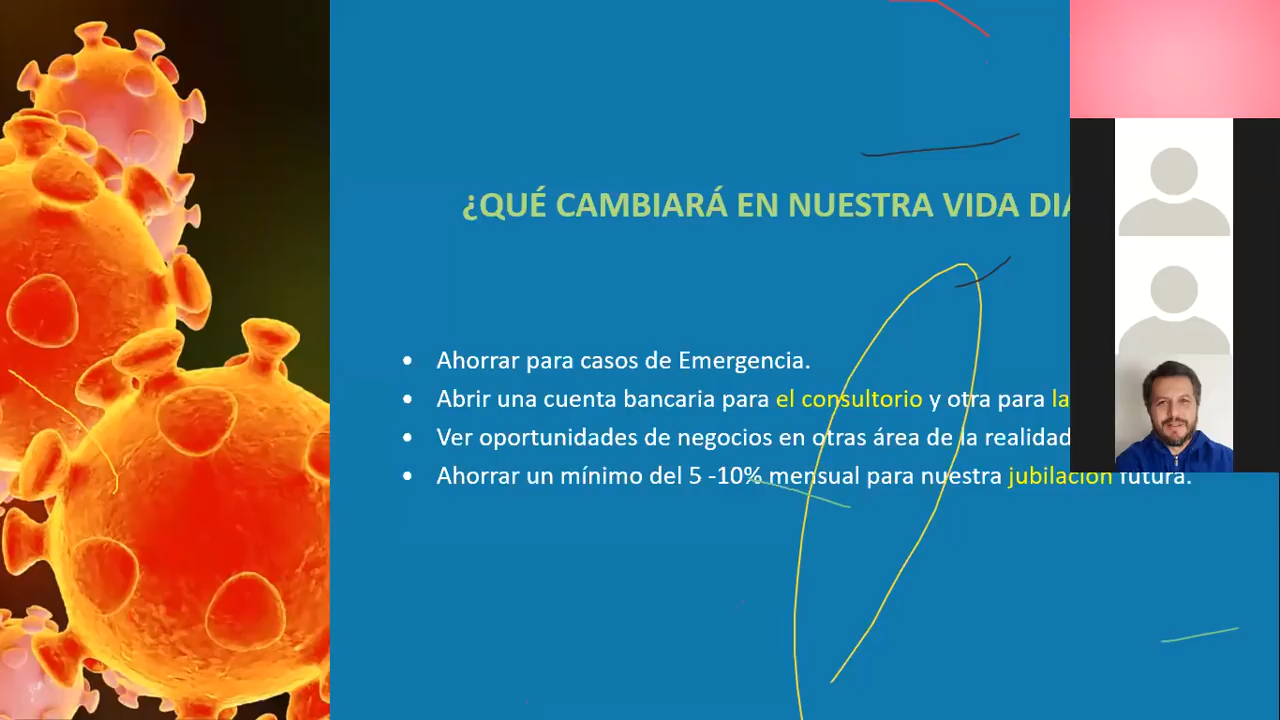 ¿QUÉ CAMBIARÁ EN NUESTRA VIDA
Ahorrar para casos de Emergencia.
Abrir una cuenta bancaria para el consultorio y otra para la
Ver oportunidades de negocios en otras área de la realidad
Ahorrar un mínimo del 5 -10% mensual para nuestra jubilación futura.